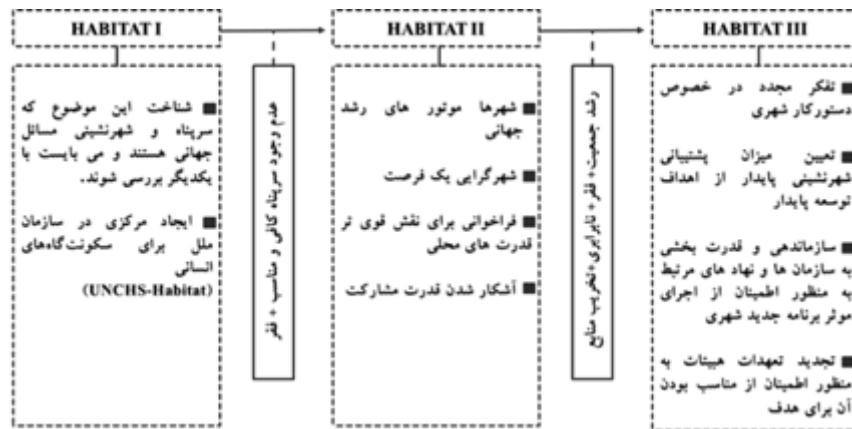 HABITAT I
■ شناخت این موضوع که
سرپناه و شهرنشینی مسائل
جهانی هستند و می بایست با
یکدیگر بررسی شوند.
■ ایجاد مرکزی در سازمان
ملل برای سکونت‌گاه‌های
انسانی
(UNCHS-Habitat)
عدم وجود سرپناه کافی و مناسب + فقر
HABITAT II
■ شهرها موتور های رشد
جهانی
■ شهرگرایی یک فرصت
■ فراخوانی برای نقش قوی تر
قدرت های محلی
■ آشکار شدن قدرت مشارکت
رشد جمعیت + فقر + نابرابری+تخریب منابع
HABITAT III
■ تفکر مجدد در خصوص
دستورکار شهری
■ تعیین میزان پشتیبانی
شهرنشینی پایدار از اهداف
توسعه پایدار
■ سازماندهی و قدرت بخشی
به سازمان ها و نهاد های مرتبط
به منظور اطمینان از اجرای
موثر برنامه جدید شهری
■ تجدید تعهدات هبیتات به
منظور اطمینان از مناسب بودن
آن برای هدف